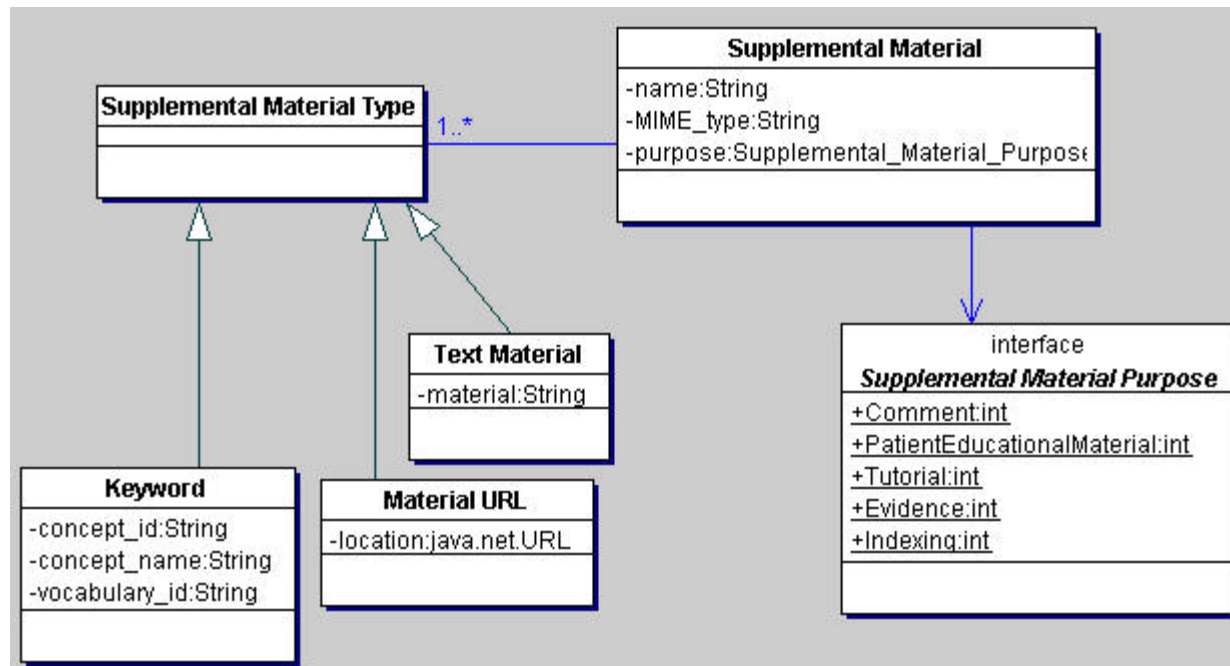 Supplemental Material Type
1..*
Supplemental Material
-name:String
-MIME_type:String
-purpose:Supplemental_Material_Purpose
Text Material
-material:String
interface
Supplemental Material Purpose
+Comment:int
+PatientEducationalMaterial:int
+Tutorial:int
+Evidence:int
+Indexing:int
Keyword
-concept_id:String
-concept_name:String
-vocabulary_id:String
Material URL
-location:java.net.URL